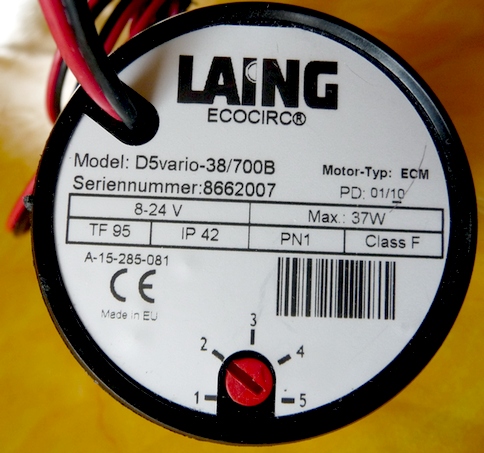 LAING
ECOCIRC®
Model: D5vario-38/700B
Motor-Typ: ECM
Seriennummer:8662007
PD: 01/10
8-24 V
Max.: 37W
TF 95
IP 42
PN1
Class F
A-15-285-081
CE
Made in EU
3
2
4
1
5